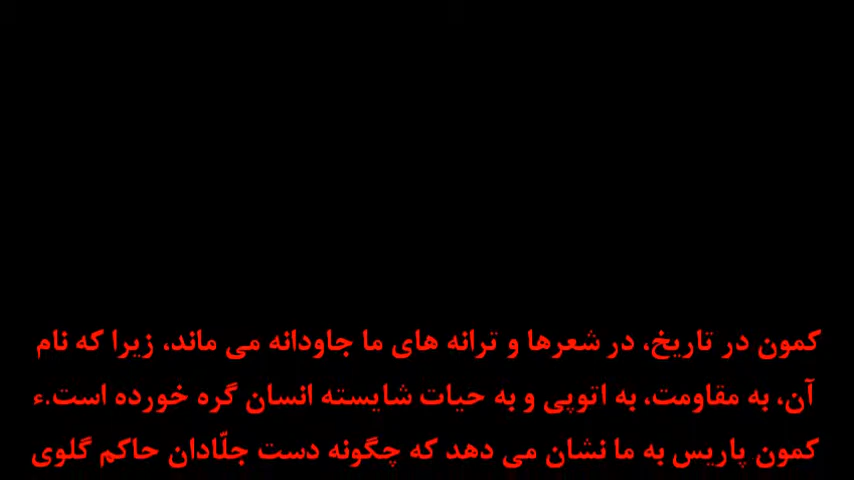 کمون در تاریخ، در شعرها و ترانه های ما جاودانه می ماند، زیرا که نام
آن، به مقاومت، به اتوپی و به حیات شایسته انسان گره خورده است.ء
کمون پاریس به ما نشان می دهد که چگونه دست جلّادان حاکم گلوی